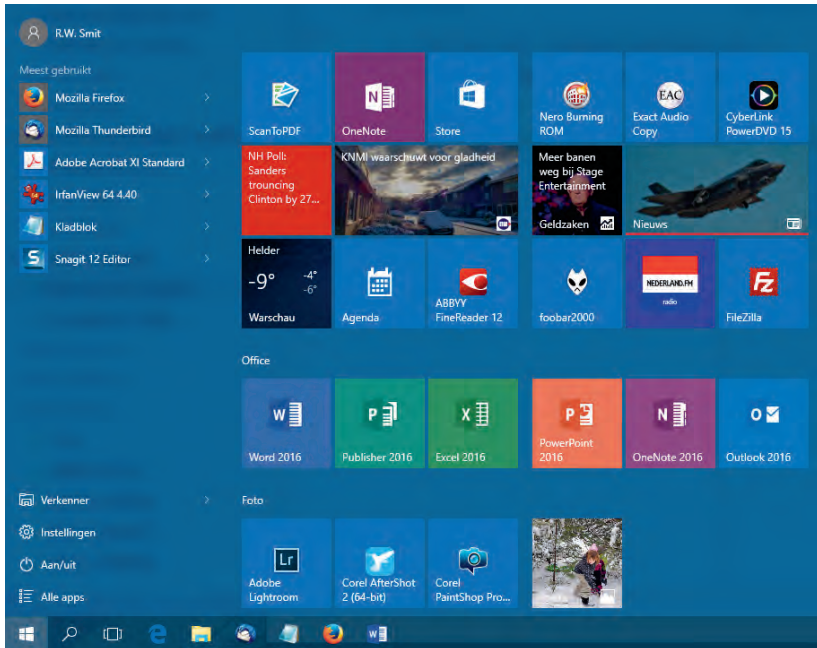 R.W. Smit
Meest gebruikt
Mozilla Firefox
Mozilla Thunderbird
Adobe Acrobat XI Standard
IrfanView 64 4.40
Kladblok
Snagit 12 Editor
Verkenner
Instellingen
Aan/uit
Alle apps
ScanToPDF
N
OneNote
Store
Nero Burning
ROM
EAC
Exact Audio
Copy
CyberLink
PowerDVD 15
NH Poll:
Sanders
trouncing
Clinton by 27...
KNMI waarschuwt voor gladheid
nu
Meer banen
weg bij Stage
Entertainment
Geldzaken
Nieuws
Helder
-9°
-4°
-6°
Warschau
Agenda
ABBYY
FineReader 12
foobar2000
NEDERLAND.FM
radio
FZ
FileZilla
Office
W
Word 2016
P
Publisher 2016
X
Excel 2016
P
PowerPoint
2016
N
OneNote 2016
O
Outlook 2016
Foto
Lr
Adobe
Lightroom
Corel AfterShot
2 (64-bit)
Corel
PaintShop Pro...